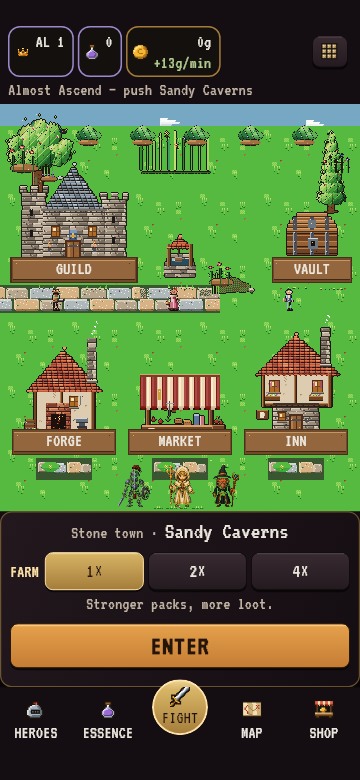 AL 1
0
0g
+13g/min
Almost Ascend — push Sandy Caverns
GUILD
VAULT
FORGE
MARKET
INN
Stone town · Sandy Caverns
FARM
1X
2X
4X
Stronger packs, more loot.
ENTER
HEROES
ESSENCE
FIGHT
MAP
SHOP